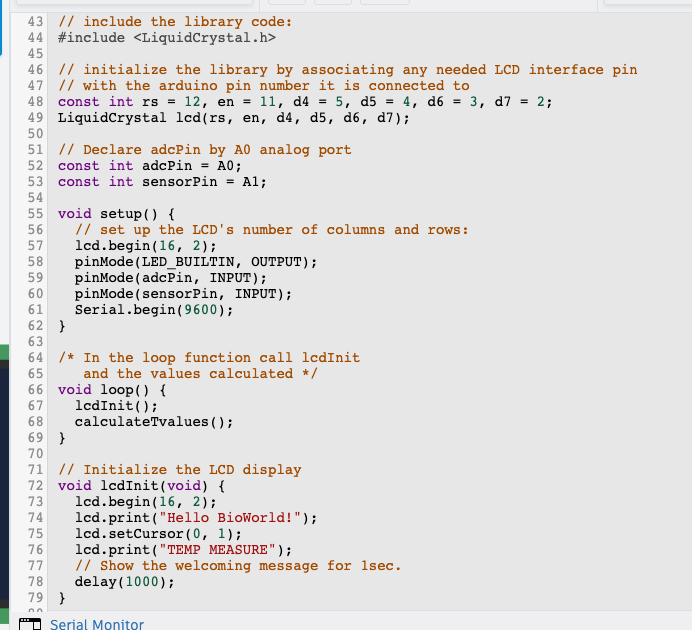 43 // include the library code:
44 #include <LiquidCrystal.h>
45
46 // initialize the library by associating any needed LCD interface pin
47 // with the arduino pin number it is connected to
48 const int rs = 12, en = 11, d4 = 5, d5 = 4, d6 = 3, d7 = 2;
49 LiquidCrystal lcd(rs, en, d4, d5, d6, d7);
50
51 // Declare adcPin by A0 analog port
52 const int adcPin = A0;
53 const int sensorPin = A1;
54
55 void setup() {
56   // set up the LCD's number of columns and rows:
57   lcd.begin(16, 2);
58   pinMode(LED_BUILTIN, OUTPUT);
59   pinMode(adcPin, INPUT);
60   pinMode(sensorPin, INPUT);
61   Serial.begin(9600);
62 }
63
64 /* In the loop function call lcdInit
65    and the values calculated */
66 void loop() {
67   lcdInit();
68   calculateTvalues();
69 }
70
71 // Initialize the LCD display
72 void lcdInit(void) {
73   lcd.begin(16, 2);
74   lcd.print("Hello BioWorld!");
75   lcd.setCursor(0, 1);
76   lcd.print("TEMP MEASURE");
77   // Show the welcoming message for 1sec.
78   delay(1000);
79 }
Serial Monitor